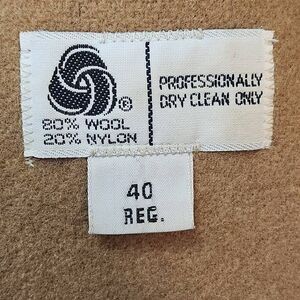 ®
80% WOOL
20% NYLON
PROFESSIONALLY
DRY CLEAN ONLY
40
REG.